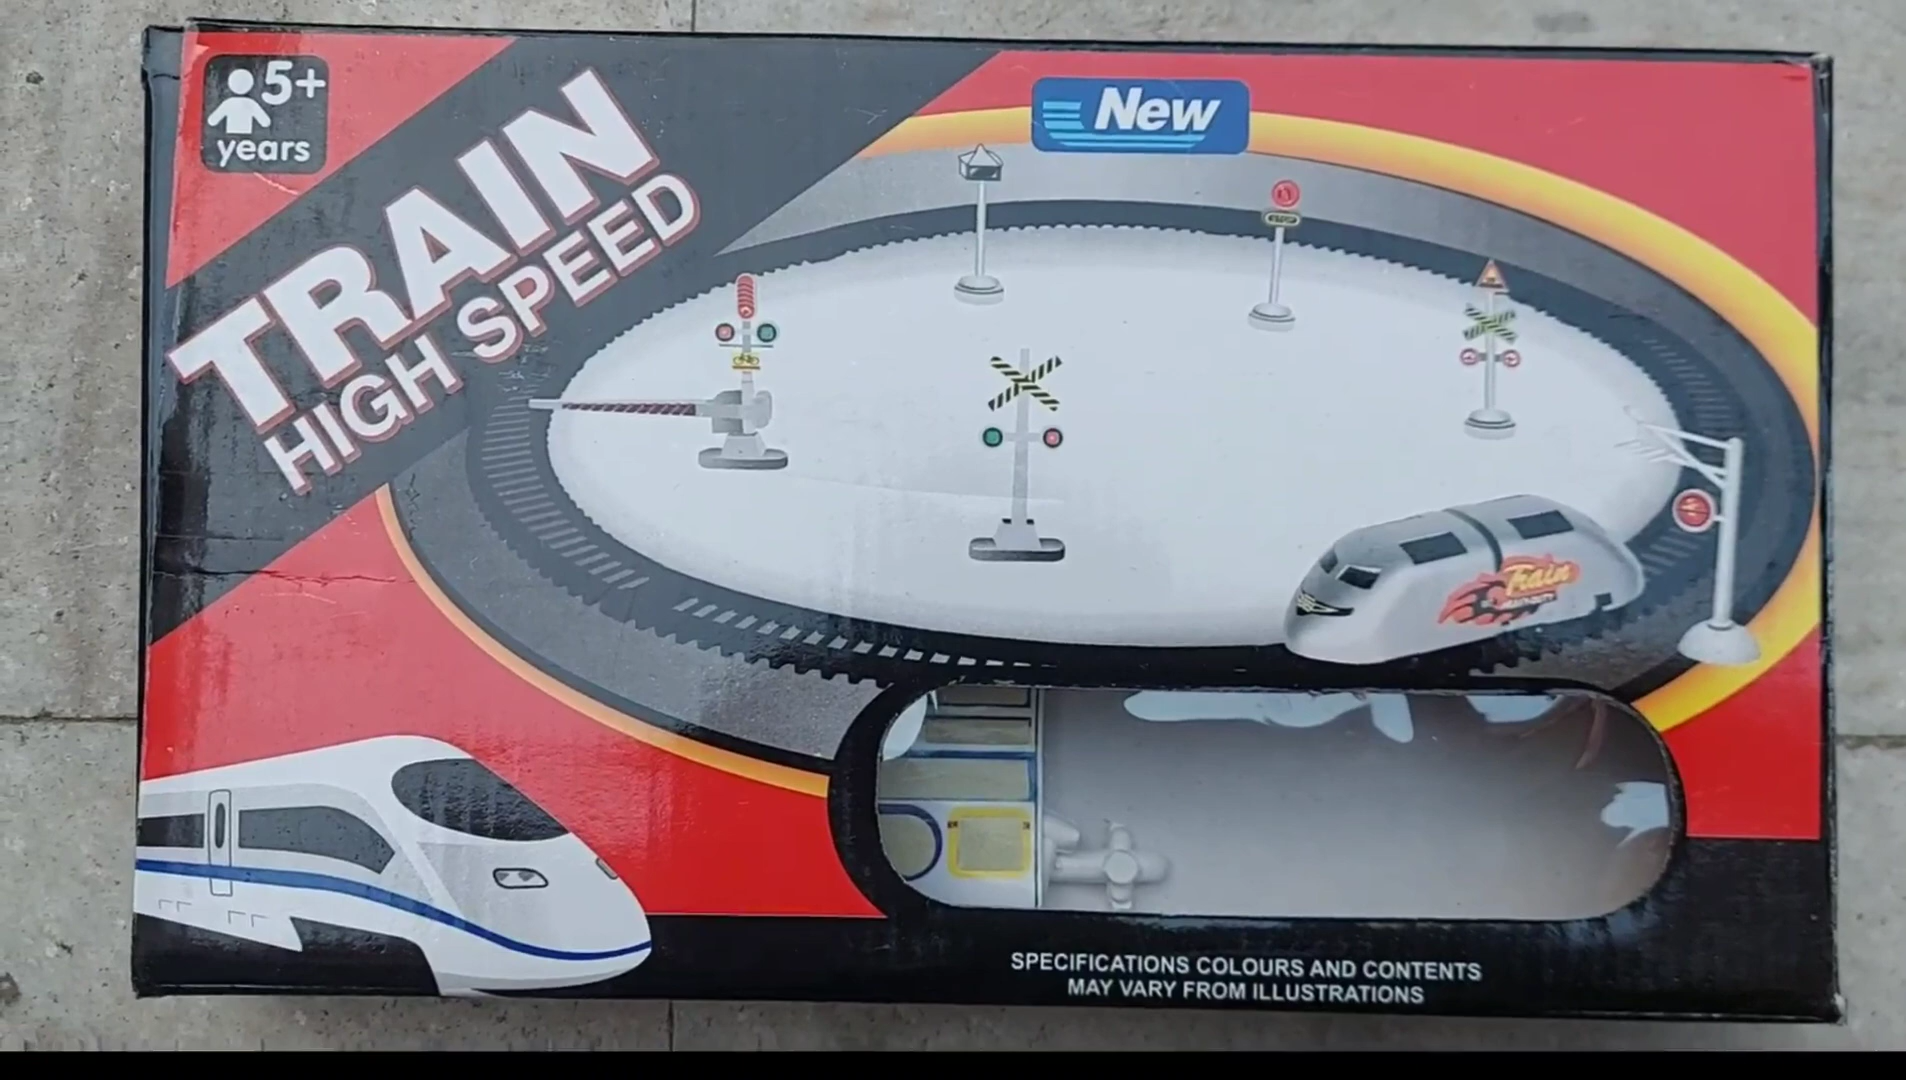 5+
years
TRAIN
HIGH SPEED
New
Train
SPECIFICATIONS COLOURS AND CONTENTS
MAY VARY FROM ILLUSTRATIONS